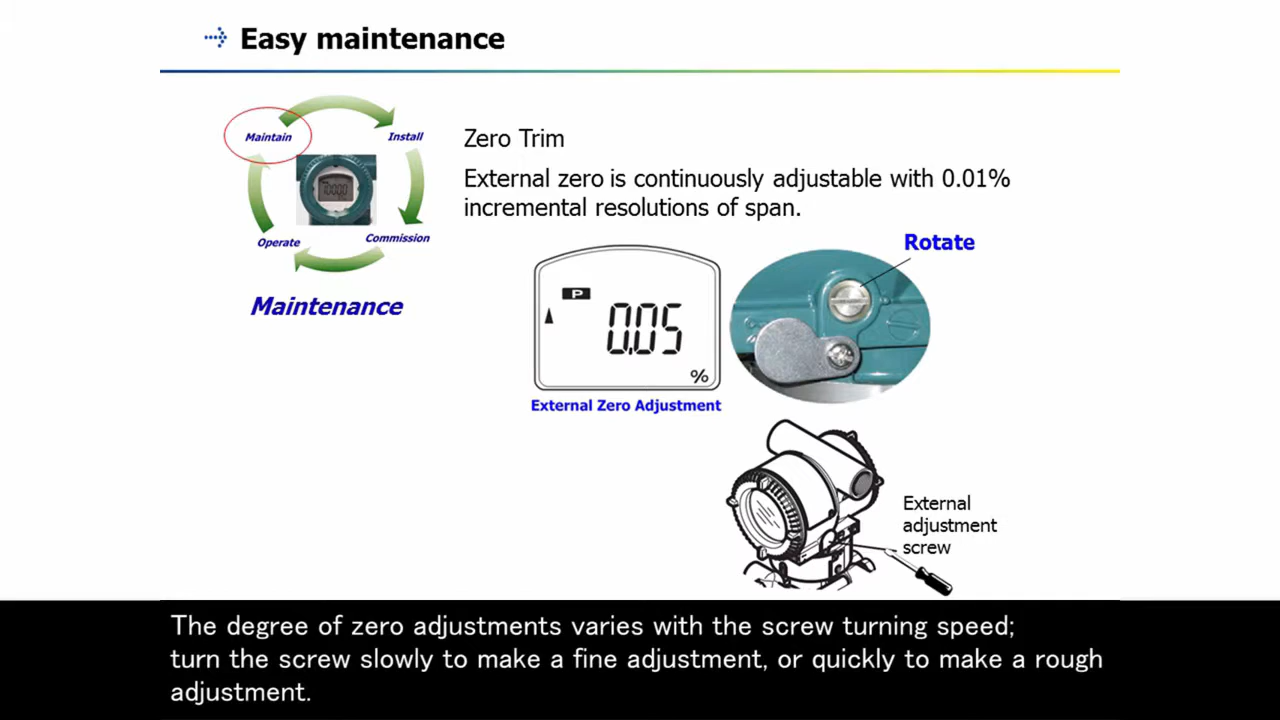 Easy maintenance
Maintain
Install
Operate
Commission
Maintenance
Zero Trim
External zero is continuously adjustable with 0.01%
incremental resolutions of span.
Rotate
P
0.05
%
External Zero Adjustment
External
adjustment
screw
The degree of zero adjustments varies with the screw turning speed;
turn the screw slowly to make a fine adjustment, or quickly to make a rough
adjustment.